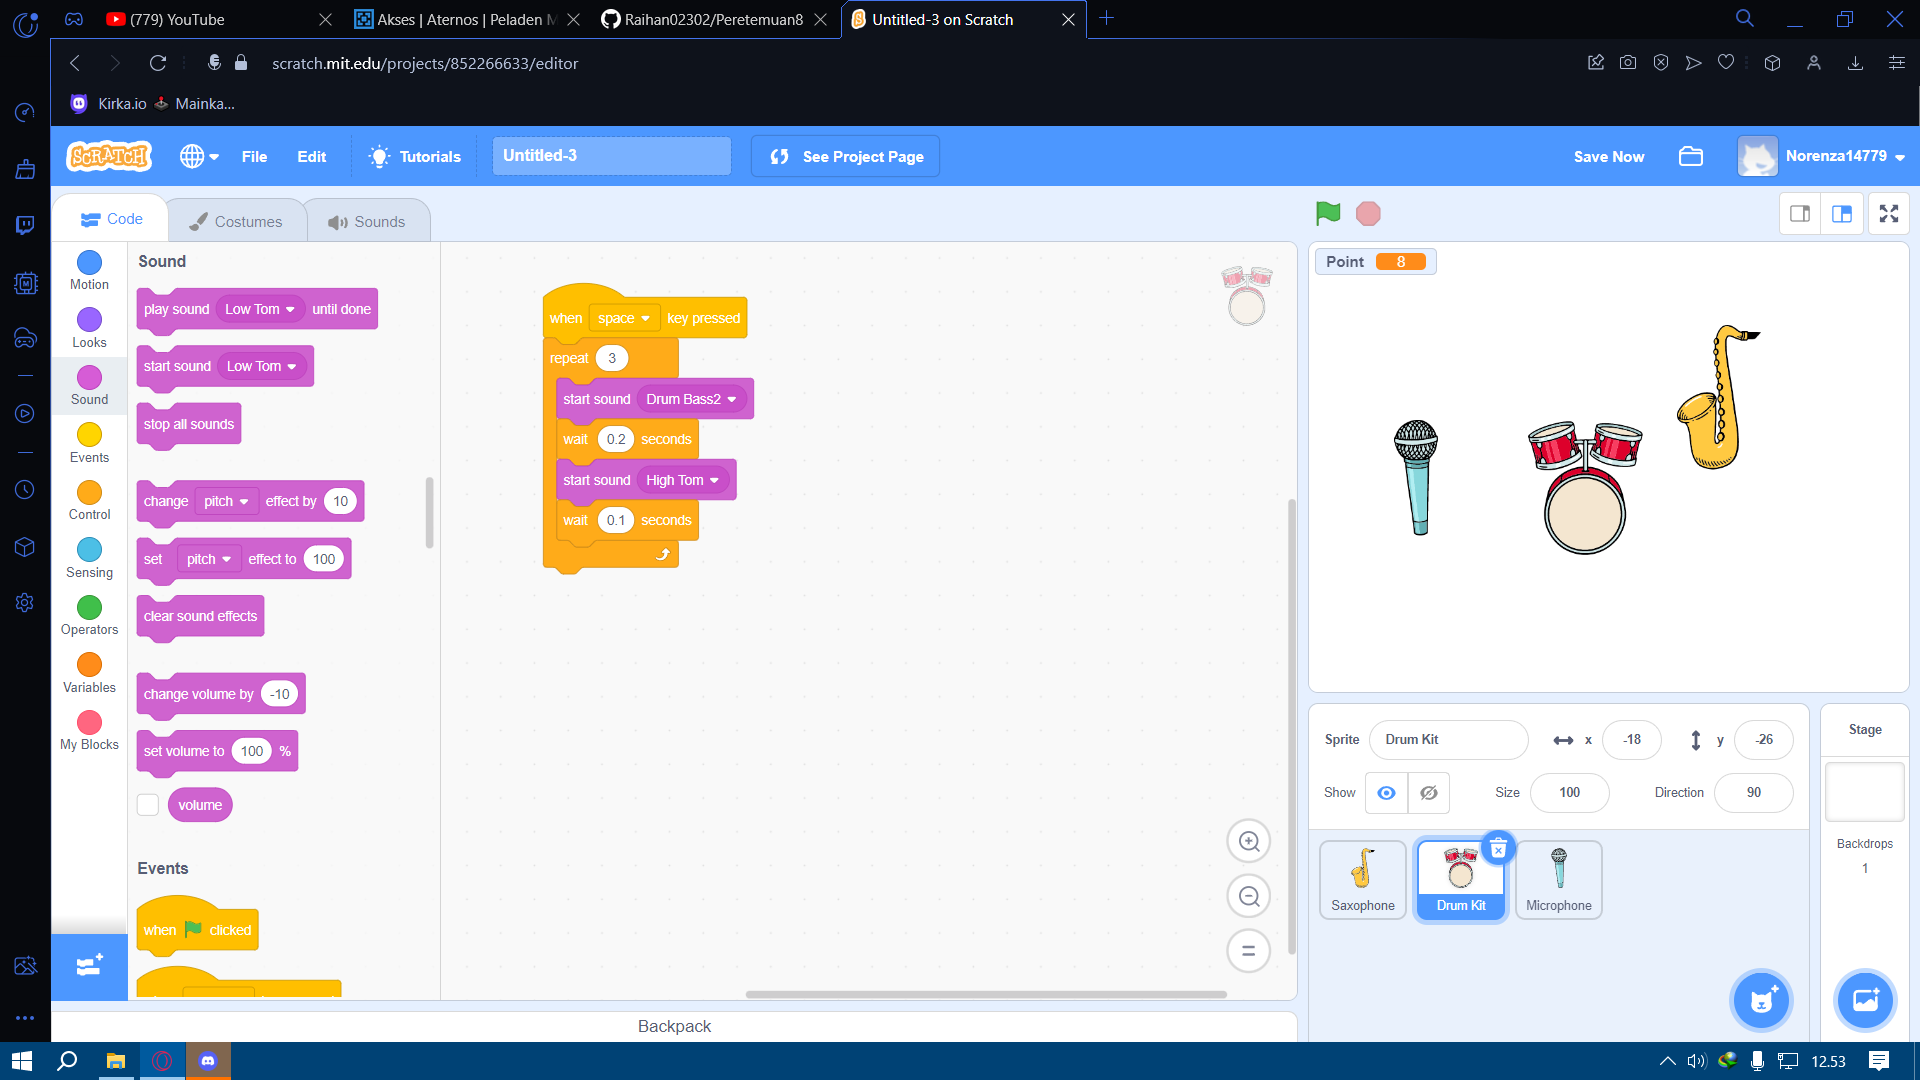 (779) YouTube
Akses | Aternos | Peladen M
Raihan02302/Peretemuan8
Untitled-3 on Scratch
scratch.mit.edu/projects/852266633/editor
Kirka.io
Mainka...
SCRATCH
File
Edit
Tutorials
Untitled-3
See Project Page
Save Now
Norenza14779
Code
Costumes
Sounds
Motion
Looks
Sound
Events
Control
Sensing
Operators
Variables
My Blocks
Sound
play sound Low Tom until done
start sound Low Tom
stop all sounds
change pitch effect by 10
set pitch effect to 100
clear sound effects
change volume by -10
set volume to 100 %
volume
Events
when clicked
when space key pressed
repeat 3
start sound Drum Bass2
wait 0.2 seconds
start sound High Tom
wait 0.1 seconds
Point 8
Sprite Drum Kit x -18 y -26
Show Size 100 Direction 90
Saxophone
Drum Kit
Microphone
Stage
Backdrops
1
Backpack
12.53